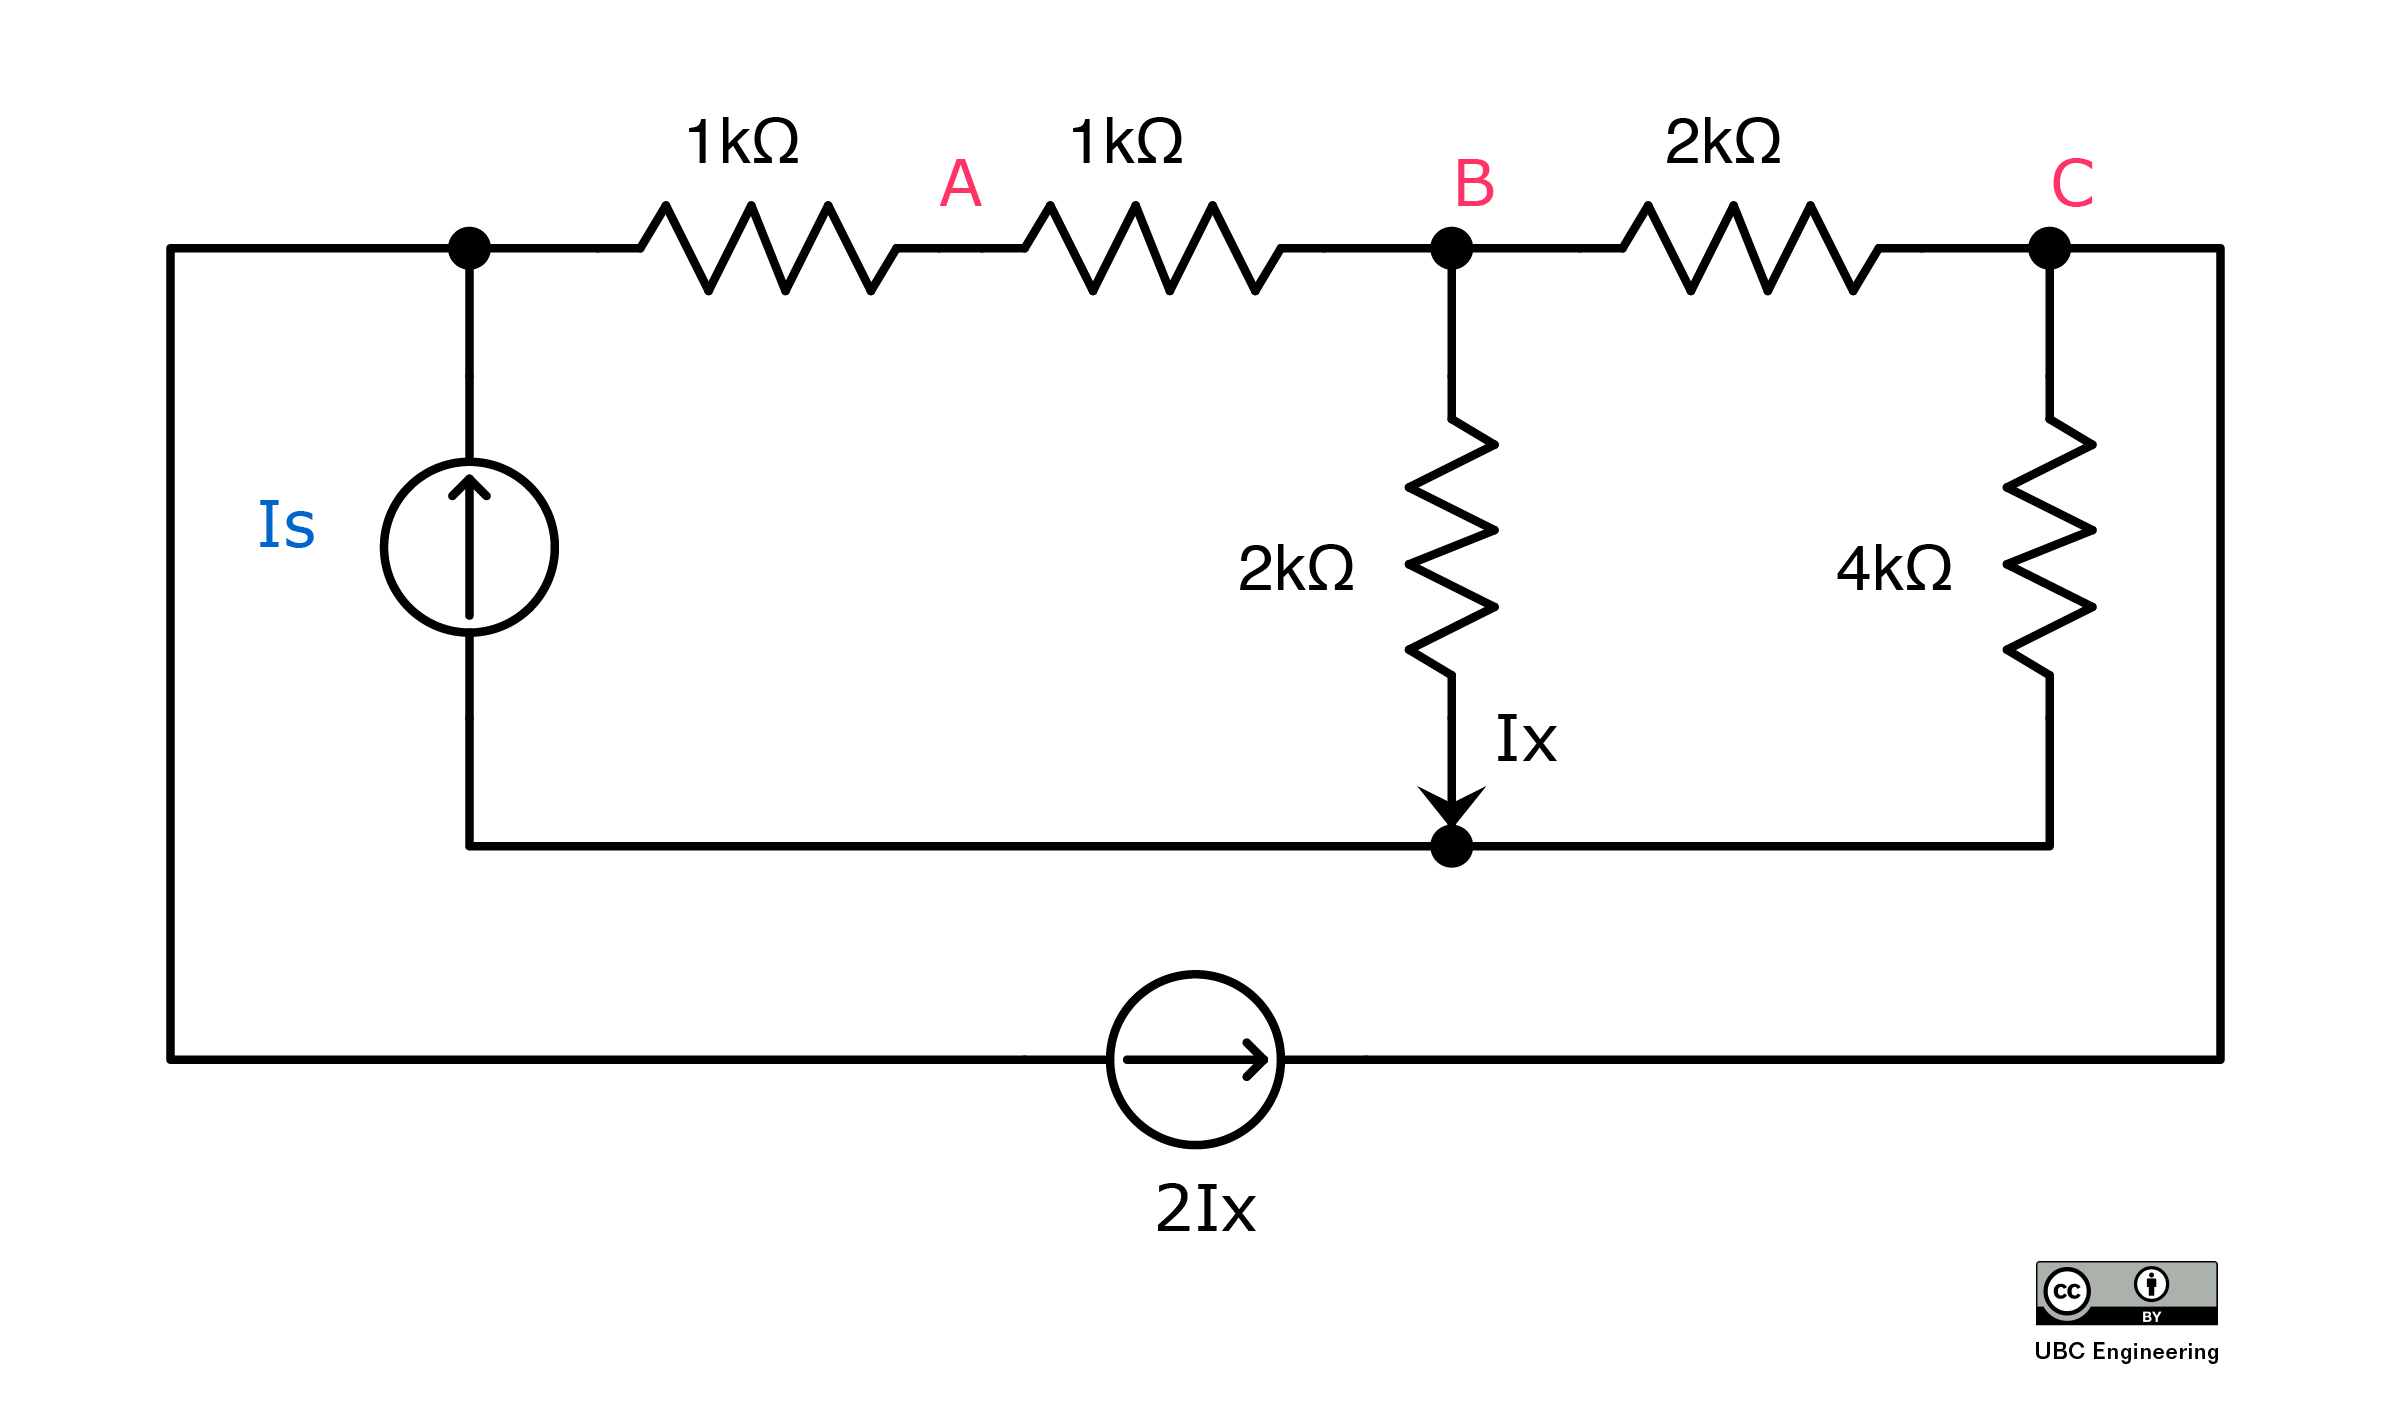 1kΩ
1kΩ
2kΩ
A
B
C
Is
2kΩ
4kΩ
Ix
2Ix
cc
BY
UBC Engineering